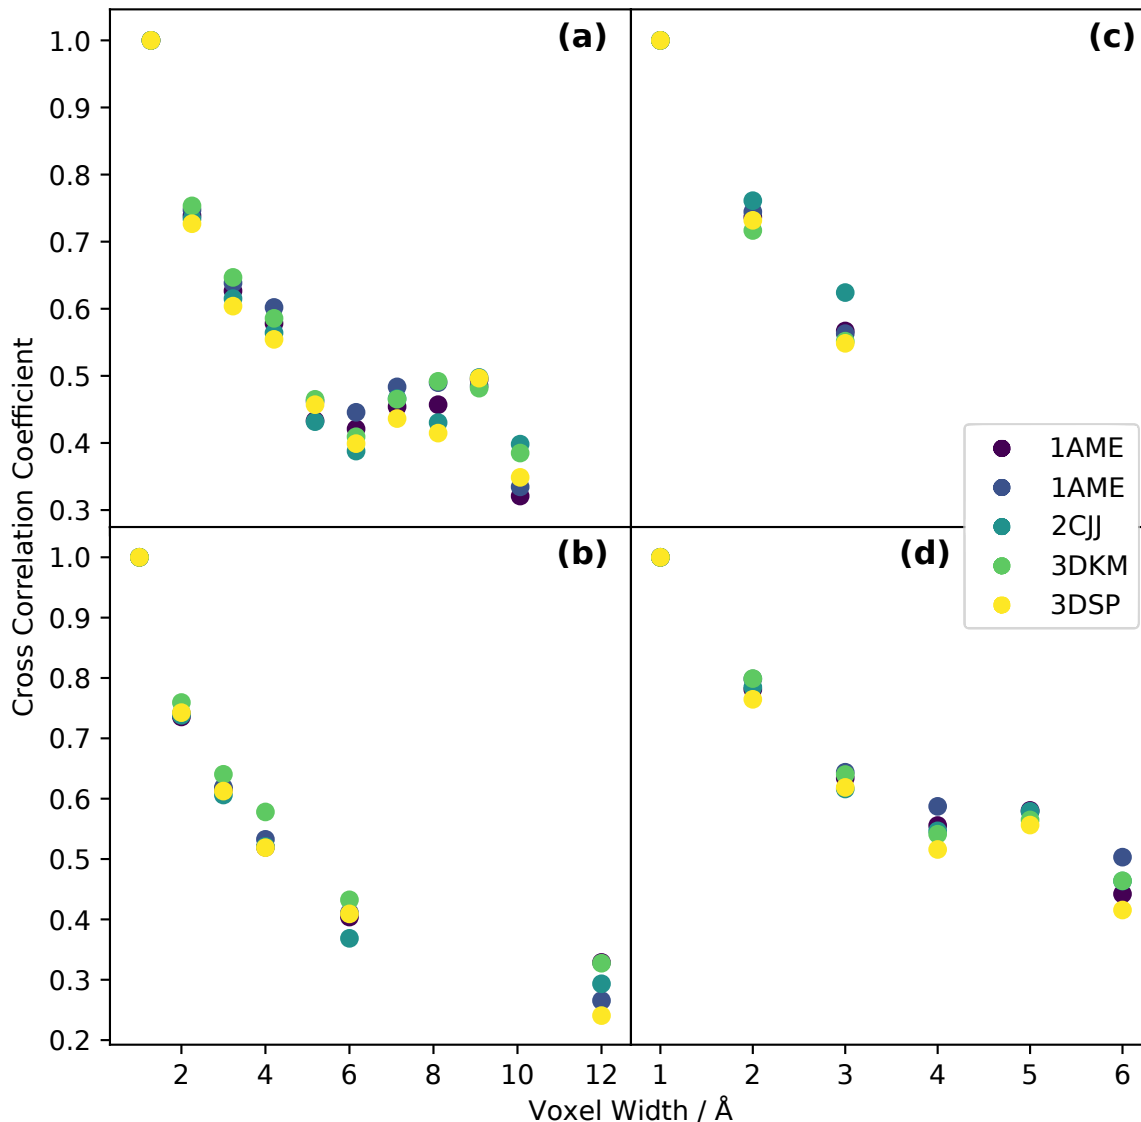 (a)
(c)
1.0
0.9
0.8
0.7
0.6
0.5
0.4
0.3
Cross Correlation Coefficient
1AME
1AME
2CJJ
3DKM
3DSP
(b)
(d)
1.0
0.9
0.8
0.7
0.6
0.5
0.4
0.3
0.2
2 4 6 8 10 12 1 2 3 4 5 6
Voxel Width / Å